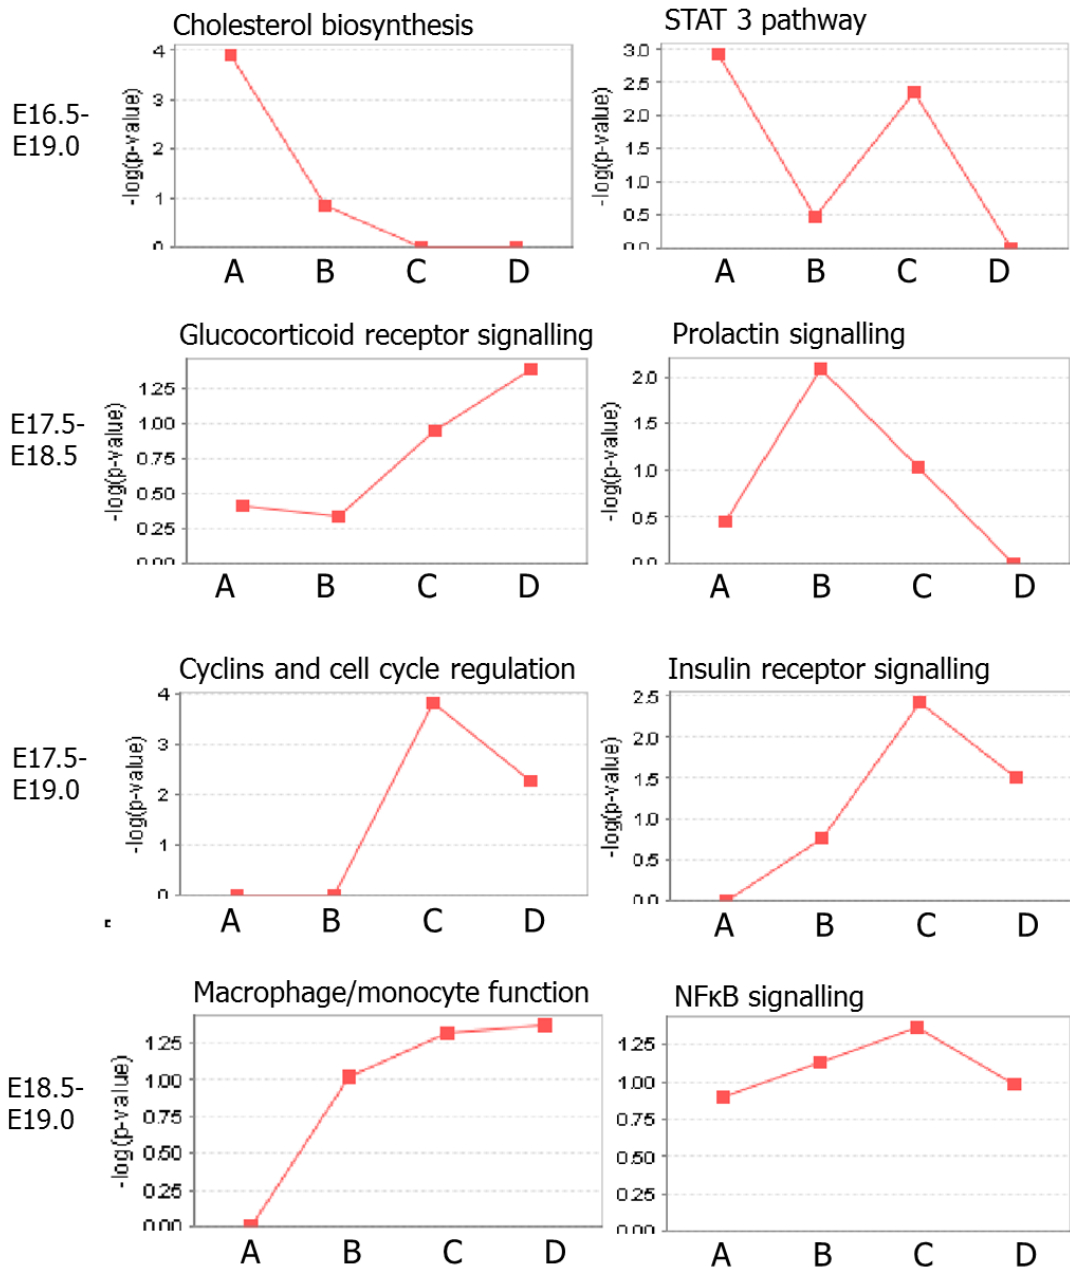 Cholesterol biosynthesis
STAT 3 pathway
E16.5-
E19.0
-log(p-value)
4
3
2
1
0
A B C D
-log(p-value)
3.0
2.5
2.0
1.5
1.0
0.5
0.0
A B C D
Glucocorticoid receptor signalling
Prolactin signalling
E17.5-
E18.5
-log(p-value)
1.25
1.00
0.75
0.50
0.25
0.00
A B C D
-log(p-value)
2.0
1.5
1.0
0.5
0.0
A B C D
Cyclins and cell cycle regulation
Insulin receptor signalling
E17.5-
E19.0
-log(p-value)
4
3
2
1
0
A B C D
-log(p-value)
2.5
2.0
1.5
1.0
0.5
0.0
A B C D
Macrophage/monocyte function
NFκB signalling
E18.5-
E19.0
-log(p-value)
1.25
1.00
0.75
0.50
0.25
0.00
A B C D
-log(p-value)
1.25
1.00
0.75
0.50
0.25
0.00
A B C D